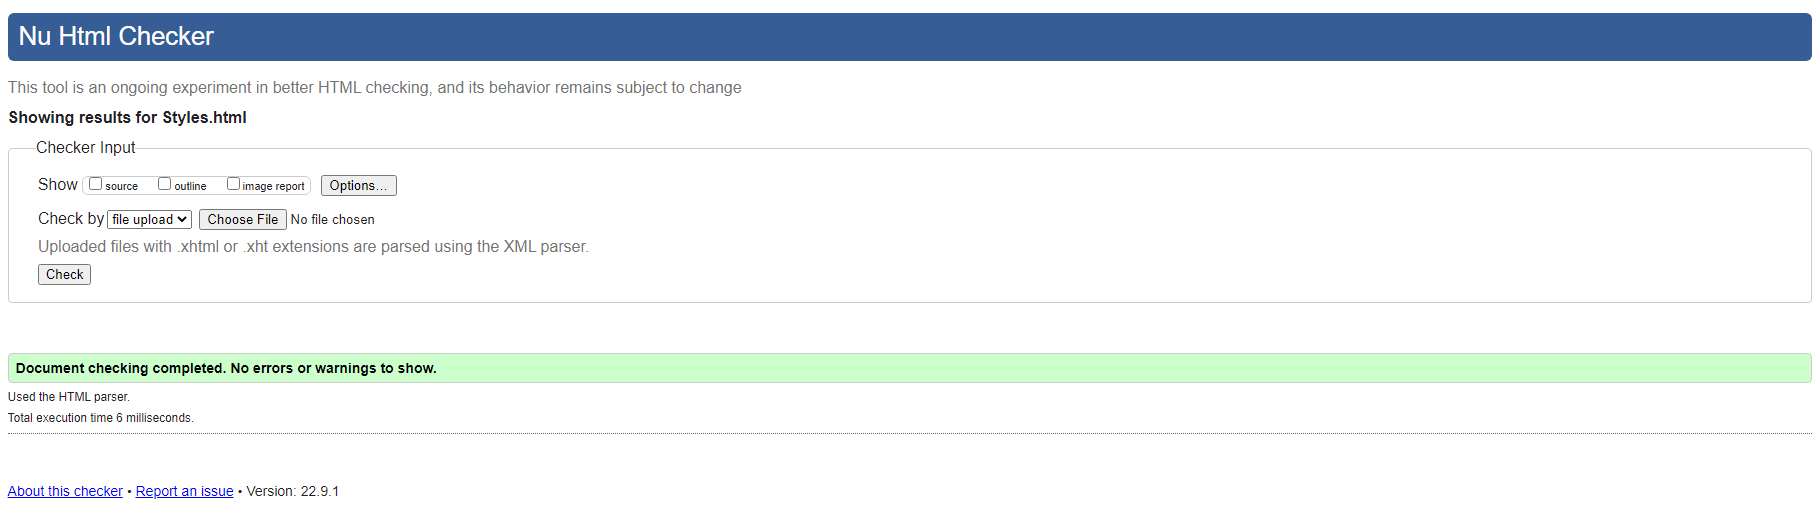 Nu Html Checker
This tool is an ongoing experiment in better HTML checking, and its behavior remains subject to change
Showing results for Styles.html
Checker Input
Show source outline image report Options...
Check by file upload Choose File No file chosen
Uploaded files with .xhtml or .xht extensions are parsed using the XML parser.
Check
Document checking completed. No errors or warnings to show.
Used the HTML parser.
Total execution time 6 milliseconds.
About this checker • Report an issue • Version: 22.9.1